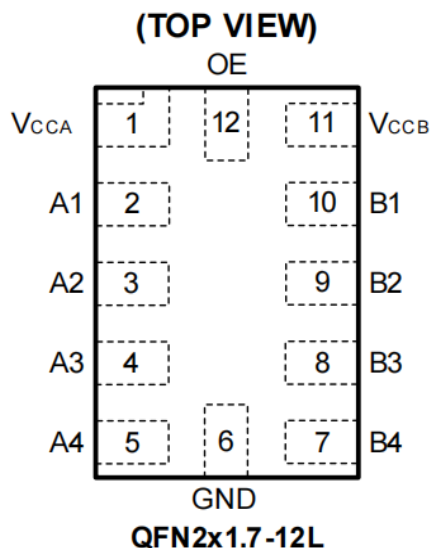 (TOP VIEW)
OE
VCCA 1 12 11 VCCB
A1 2 10 B1
A2 3 9 B2
A3 4 8 B3
A4 5 6 7 B4
GND
QFN2x1.7-12L